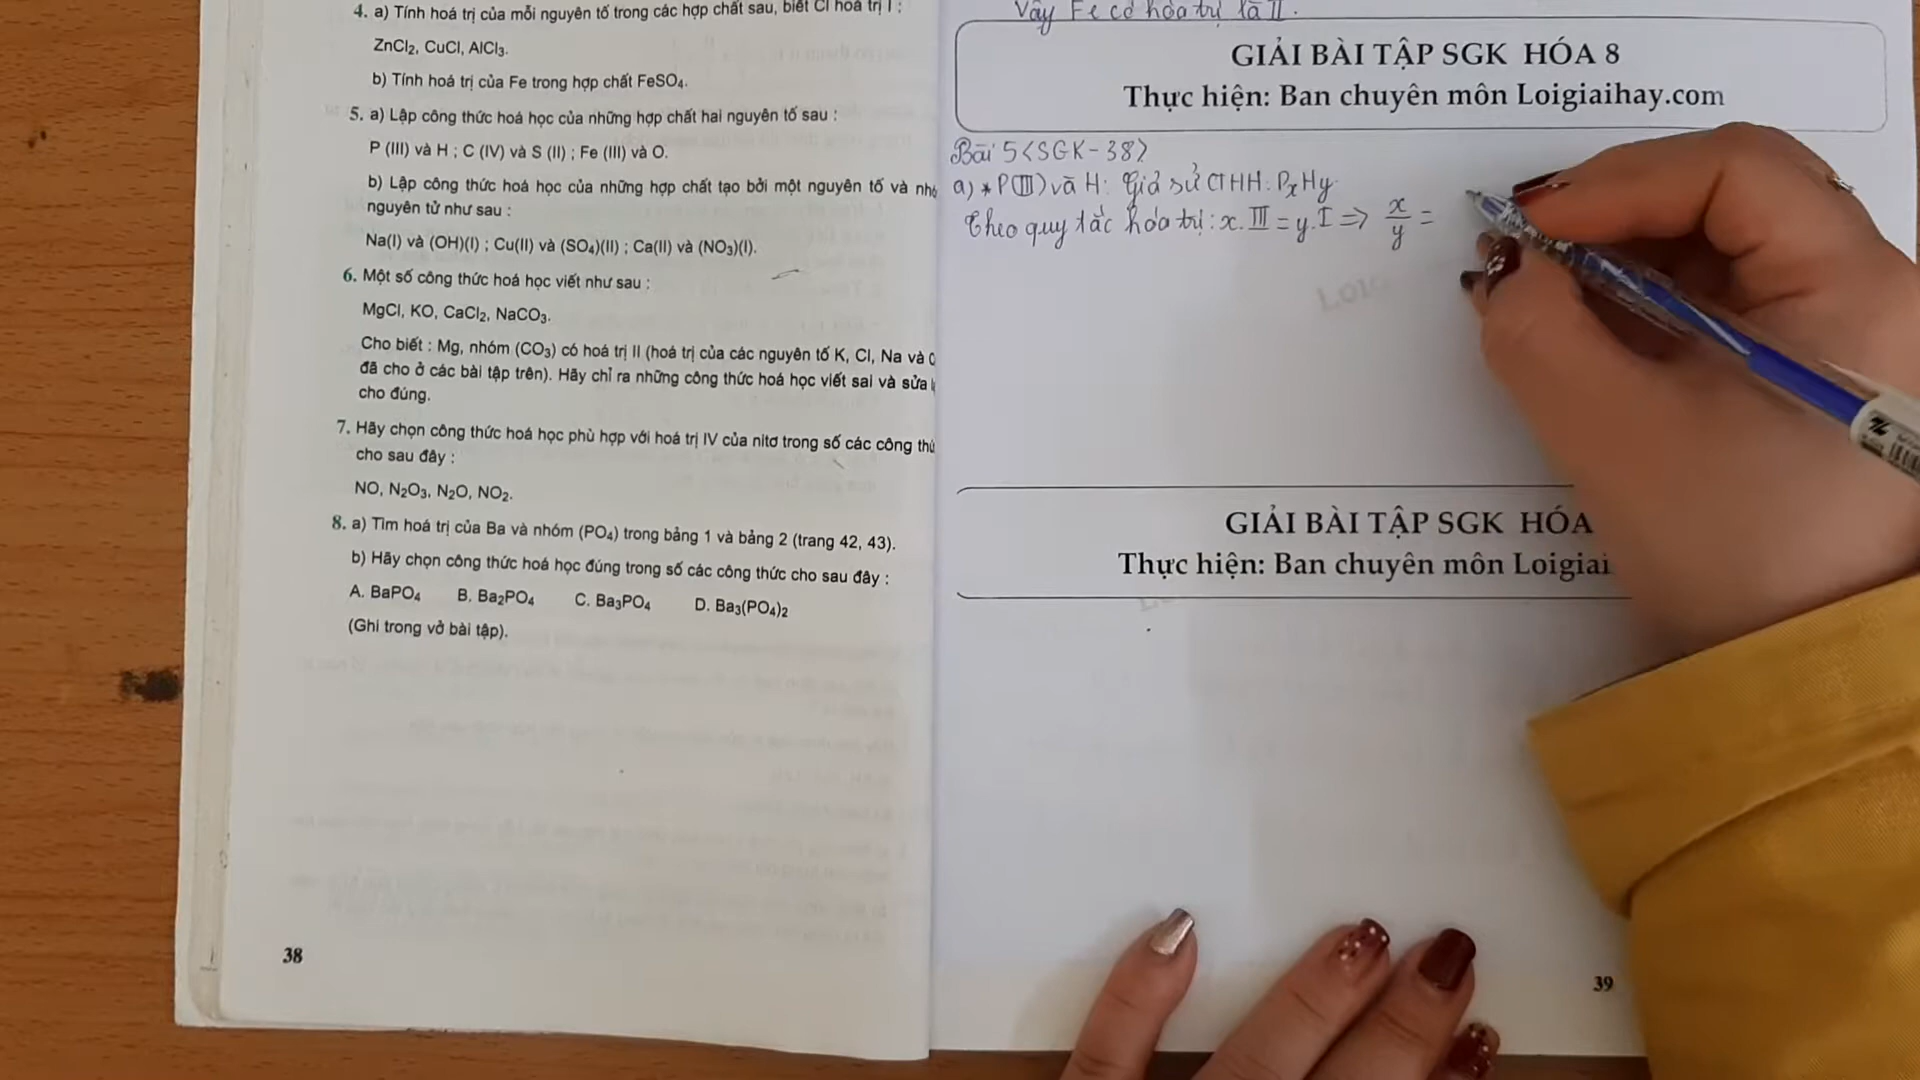 4. a) Tính hoá trị của mỗi nguyên tố trong các hợp chất sau, biết Cl hoá trị I :
ZnCl₂, CuCl, AlCl₃.
b) Tính hoá trị của Fe trong hợp chất FeSO₄.
5. a) Lập công thức hoá học của những hợp chất hai nguyên tố sau :
P (III) và H ; C (IV) và S (II) ; Fe (III) và O.
b) Lập công thức hoá học của những hợp chất tạo bởi một nguyên tố và
nguyên tử như sau :
Na(I) và (OH)(I) ; Cu(II) và (SO₄)(II) ; Ca(II) và (NO₃)(I).
6. Một số công thức hoá học viết như sau :
MgCl, KO, CaCl₂, NaCO₃.
Cho biết : Mg, nhóm (CO₃) có hoá trị II (hoá trị của các nguyên tố K, Cl, Na và
đã cho ở các bài tập trên). Hãy chỉ ra những công thức hoá học viết sai và sửa
cho đúng.
7. Hãy chọn công thức hoá học phù hợp với hoá trị IV của nitơ trong số các công
cho sau đây :
NO, N₂O₃, N₂O, NO₂.
8. a) Tìm hoá trị của Ba và nhóm (PO₄) trong bảng 1 và bảng 2 (trang 42, 43).
b) Hãy chọn công thức hoá học đúng trong số các công thức cho sau đây :
A. BaPO₄ B. Ba₂PO₄ C. Ba₃PO₄ D. Ba₃(PO₄)₂
(Ghi trong vở bài tập).
38
Vậy Fe có hóa trị là II.
GIẢI BÀI TẬP SGK HÓA 8
Thực hiện: Ban chuyên môn Loigiaihay.com
Bài 5 <SGK-38>
a) * P(III) và H: Giả sử CTHH: PxHy
Theo quy tắc hóa trị: x.III = y.I => x/y =
GIẢI BÀI TẬP SGK HÓA
Thực hiện: Ban chuyên môn Loigiai
39